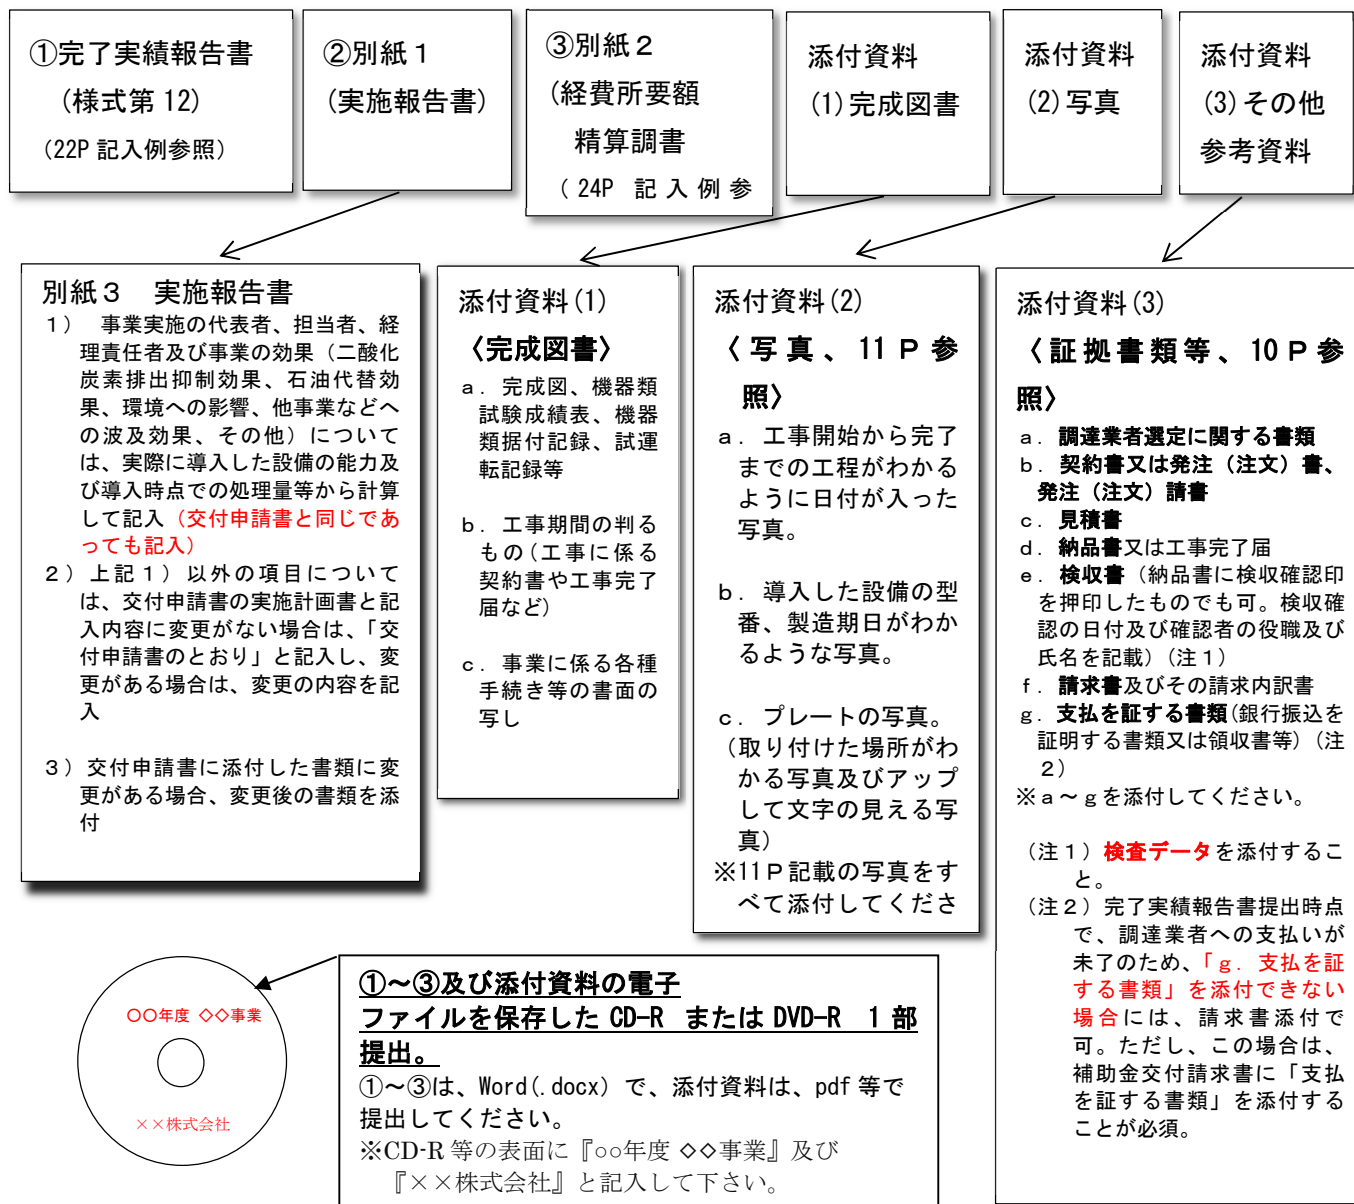 ①完了実績報告書
(様式第 12)
(22P 記入例参照)
②別紙１
(実施報告書)
③別紙２
(経費所要額
精算調書
(24P 記入例参
添付資料
(1)完成図書
添付資料
(2)写真
添付資料
(3)その他
参考資料
別紙３　実施報告書
１）　事業実施の代表者、担当者、経
理責任者及び事業の効果（二酸化
炭素排出抑制効果、石油代替効
果、環境への影響、他事業などへ
の波及効果、その他）について
は、実際に導入した設備の能力及
び導入時点での処理量等から計算
して記入（交付申請書と同じであ
っても記入）
２）上記１）以外の項目について
は、交付申請書の実施計画書と記
入内容に変更がない場合は、「交
付申請書のとおり」と記入し、変
更がある場合は、変更の内容を記
入
３）交付申請書に添付した書類に変
更がある場合、変更後の書類を添
付
添付資料(1)
〈完成図書〉
ａ．完成図、機器類
試験成績表、機器
類据付記録、試運
転記録等
ｂ．工事期間の判る
もの(工事に係る
契約書や工事完了
届など)
ｃ．事業に係る各種
手続き等の書面の
写し
添付資料(2)
〈写真、11Ｐ参
照〉
ａ．工事開始から完了
までの工程がわかる
ように日付が入った
写真。
ｂ．導入した設備の型
番、製造期日がわか
るような写真。
ｃ．プレートの写真。
（取り付けた場所がわ
かる写真及びアップ
して文字の見える写
真）
※11Ｐ記載の写真をす
べて添付してくださ
添付資料(3)
〈証拠書類等、10Ｐ参
照〉
ａ．調達業者選定に関する書類
ｂ．契約書又は発注（注文）書、
発注（注文）請書
ｃ．見積書
ｄ．納品書又は工事完了届
ｅ．検収書（納品書に検収確認印
を押印したものでも可。検収確
認の日付及び確認者の役職及び
氏名を記載）(注１)
ｆ．請求書及びその請求内訳書
ｇ．支払を証する書類(銀行振込を
証明する書類又は領収書等)（注
２）
※ａ～ｇを添付してください。
（注１）検査データを添付するこ
と。
（注２）完了実績報告書提出時点
で、調達業者への支払いが
未了のため、「ｇ．支払を証
する書類」を添付できない
場合には、請求書添付で
可。ただし、この場合は、
補助金交付請求書に「支払
を証する書類」を添付する
ことが必須。
〇〇年度 ◇◇事業
××株式会社
①～③及び添付資料の電子
ファイルを保存した CD-R または DVD-R １部
提出。
①～③は、Word(.docx) で、添付資料は、pdf 等で
提出してください。
※CD-R 等の表面に『○○年度 ◇◇事業』及び
『××株式会社』と記入して下さい。